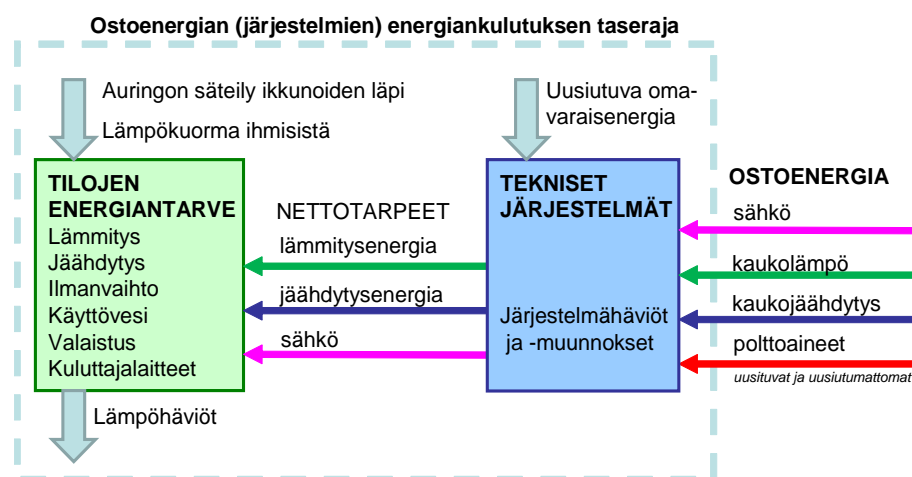 Ostoenergian (järjestelmien) energiankulutuksen taseraja
Auringon säteily ikkunoiden läpi
Lämpökuorma ihmisistä
Uusiutuva oma-
varaisenergia
TILOJEN
ENERGIANTARVE
Lämmitys
Jäähdytys
Ilmanvaihto
Käyttövesi
Valaistus
Kuluttajalaitteet
NETTOTARPEET
lämmitysenergia
jäähdytysenergia
sähkö
TEKNISET
JÄRJESTELMÄT
Järjestelmähäviöt
ja -muunnokset
OSTOENERGIA
sähkö
kaukolämpö
kaukojäähdytys
polttoaineet
uusituvat ja uusiutumattomat
Lämpöhäviöt